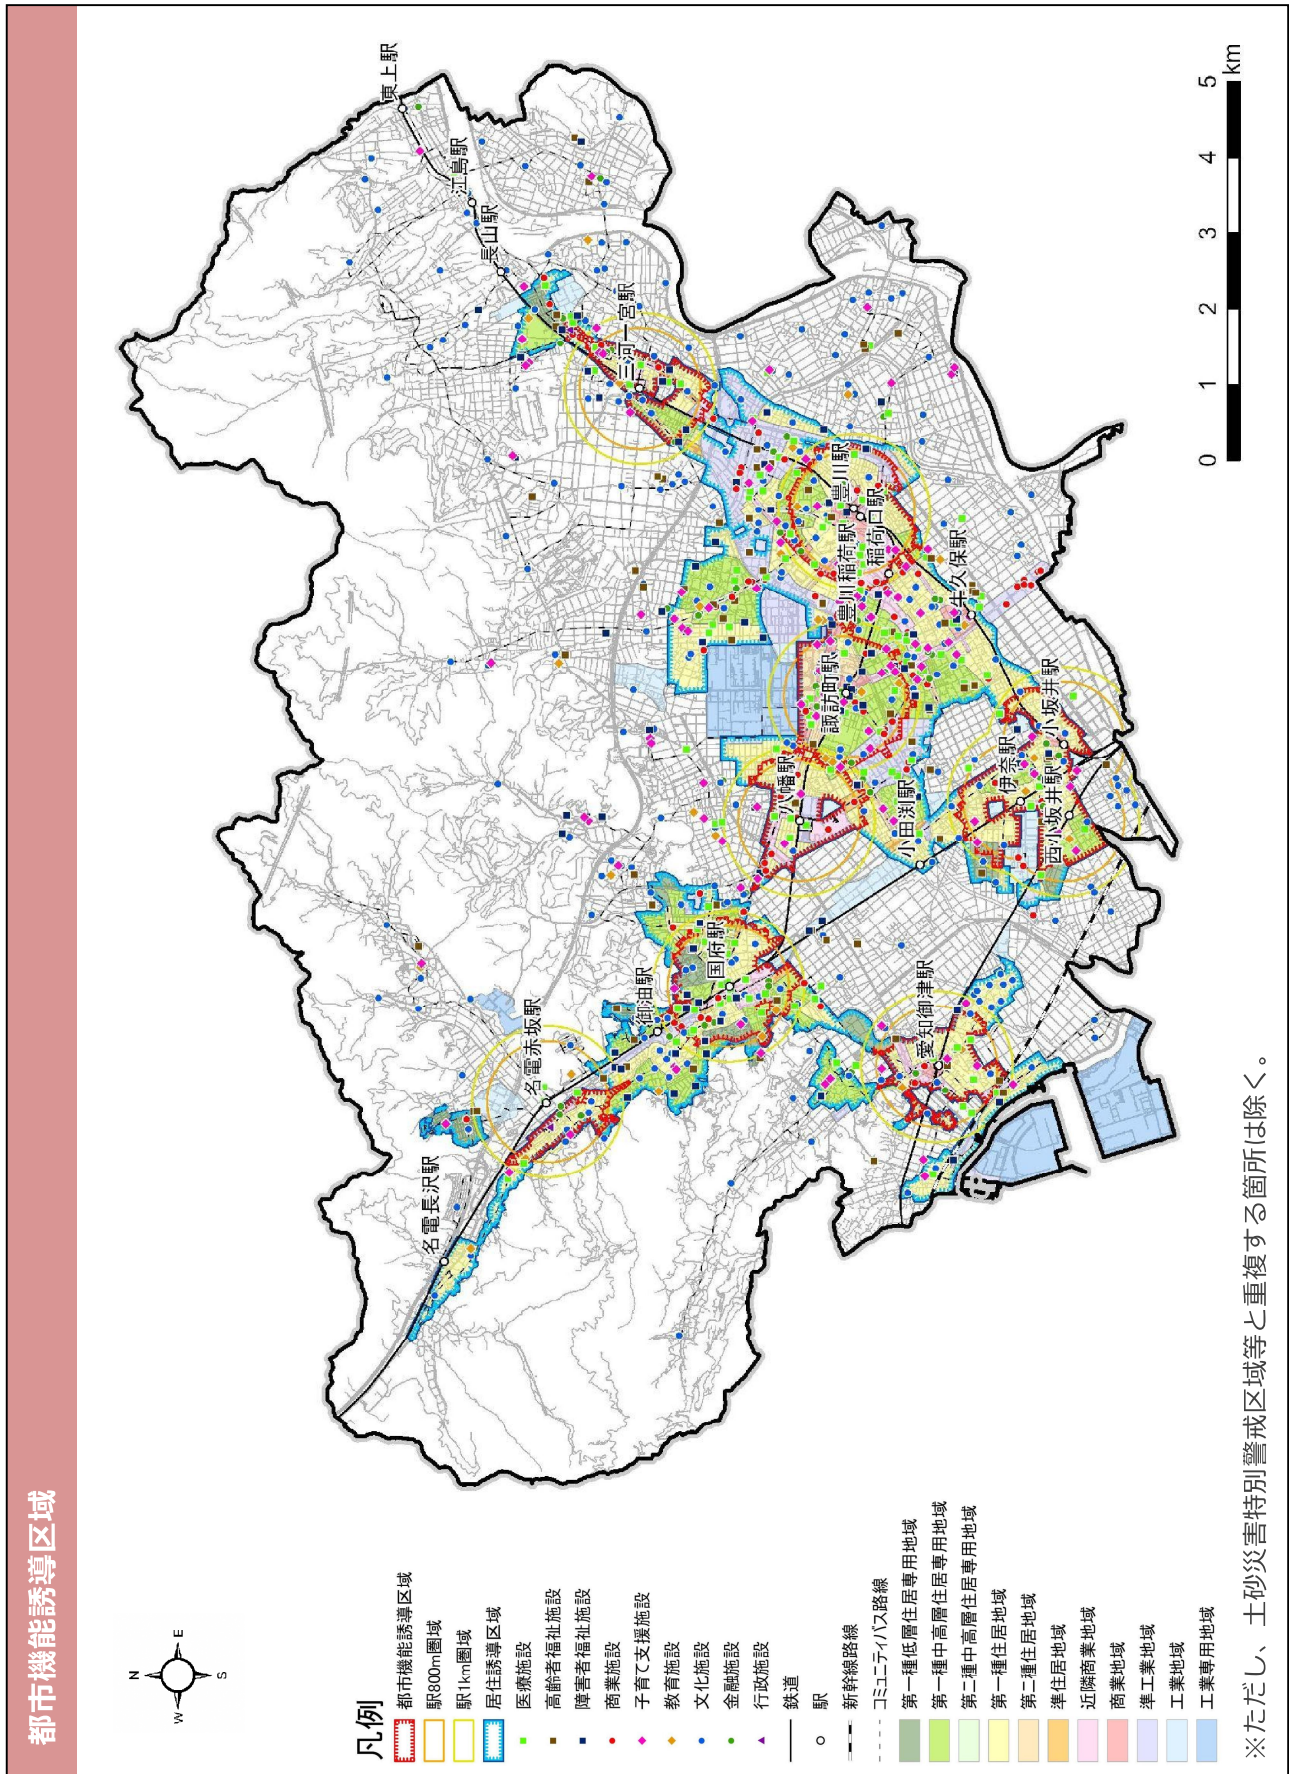 都市機能誘導区域
N
W
E
S
凡例
都市機能誘導区域
駅800m圏域
駅1km圏域
居住誘導区域
医療施設
高齢者福祉施設
障害者福祉施設
商業施設
子育て支援施設
教育施設
文化施設
金融施設
行政施設
鉄道
駅
新幹線路線
コミュニティバス路線
第一種低層住居専用地域
第一種中高層住居専用地域
第二種中高層住居専用地域
第一種住居地域
第二種住居地域
準住居地域
近隣商業地域
商業地域
準工業地域
工業地域
工業専用地域
東上駅
江島駅
長山駅
三河一宮駅
豊川駅
豊川稲荷駅
稲荷口駅
牛久保駅
諏訪町駅
八幡駅
小田渕駅
伊奈駅
小坂井駅
西小坂井駅
国府駅
御油駅
名電赤坂駅
名電長沢駅
愛知御津駅
0 1 2 3 4 5
km
※ただし、土砂災害特別警戒区域等と重複する箇所は除く。